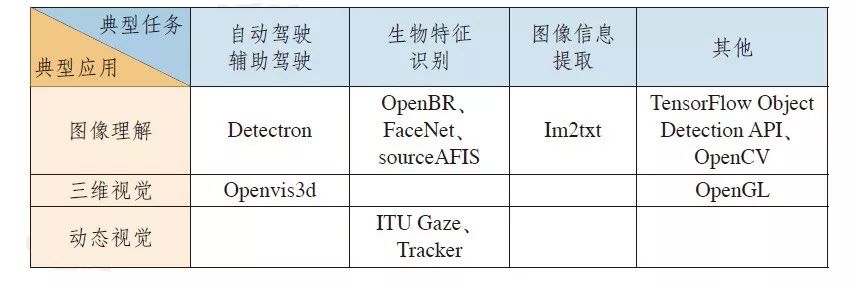 典型任务
典型应用
自动驾驶
辅助驾驶
生物特征
识别
图像信息
提取
其他
图像理解
Detectron
OpenBR、
FaceNet、
sourceAFIS
Im2txt
TensorFlow Object
Detection API、
OpenCV
三维视觉
Openvis3d
OpenGL
动态视觉
ITU Gaze、
Tracker